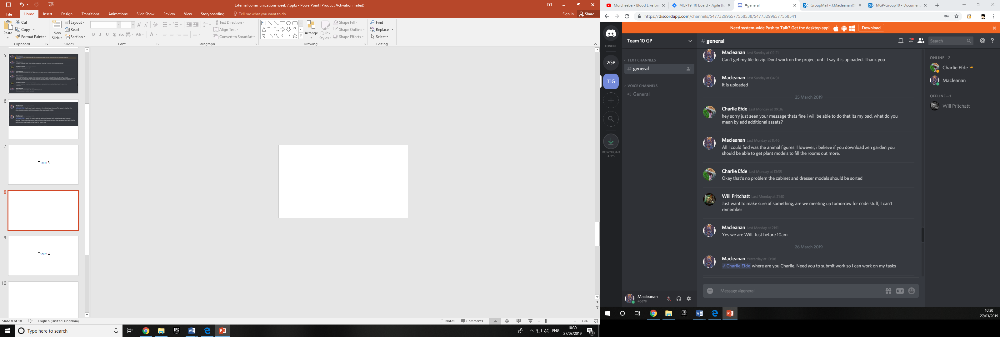 External communications week 7.pptx - PowerPoint (Product Activation Failed)
File Home Insert Design Transitions Animations Slide Show Review View Storyboarding Tell me what you want to do... Sign in Share
Paste
Cut
Copy
Format Painter
Clipboard
New Slide
Layout
Reset
Section
Slides
B I U S abc AV Aa A
Font
Text Direction
Align Text
Convert to SmartArt
Paragraph
Arrange
Quick Styles
Shape Fill
Shape Outline
Shape Effects
Drawing
Find
Replace
Select
Editing
5
6
Macleanan
Macleanan
7
Topic 3
8
9
Topic 4
10
Slide 8 of 10 English (United Kingdom) Notes Comments 33%
Type here to search
ENG
10:30
27/03/2019
1
Morcheeba - Blood Like Le
MGP19_10 board - Agile Bo
#general
GroupMail - J.Macleanan@
MGP-Group10 - Document
https://discordapp.com/channels/547732996577558538/547732996577558541
Need system-wide Push to Talk? Get the desktop app! Download
1 ONLINE
2GP
T1G
DOWNLOAD APPS
Team 10 GP
TEXT CHANNELS
# general
VOICE CHANNELS
General
Macleanan
#0678
# general
Search
Macleanan Last Sunday at 02:21
Can't get my file to zip. Dont work on the project until I say it is uploaded. Thank you
Macleanan Last Sunday at 04:31
It is uploaded
25 March 2019
Charlie Efde Last Monday at 09:36
hey sorry just seen your message thats fine i will be able to do that its my bad, what do you
mean by add additional assets?
Macleanan Last Monday at 11:46
All I could find was the animal figures. However, i believe if you download zen garden you
should be able to get plant models to fill the rooms out more.
Charlie Efde Last Monday at 13:35
Okay that's no problem the cabinet and dresser models should be sorted
Will Pritchatt Last Monday at 21:10
Just want to make sure of something, are we meeting up tomorrow for code stuff, I can't
remember
Macleanan Last Monday at 21:11
Yes we are Will. Just before 10am
26 March 2019
Macleanan Yesterday at 10:08
@Charlie Efde where are you Charlie. Need you to submit work so I can work on my tasks
Message #general
GIF
ONLINE—2
Charlie Efde
Macleanan
OFFLINE—1
Will Pritchatt
10:30
27/03/2019